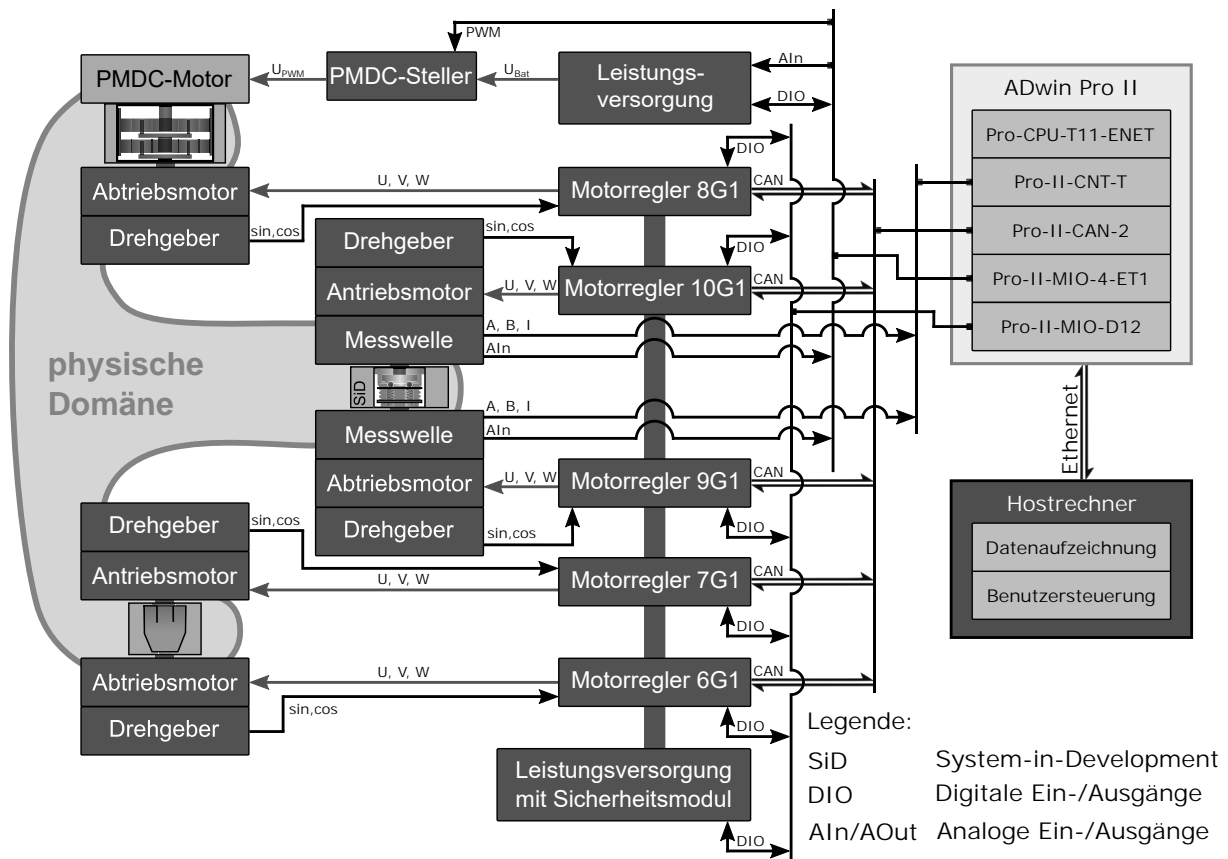 PWM
PMDC-Motor
U_PWM
PMDC-Steller
U_Bat
Leistungs-
versorgung
AIn
DIO
ADwin Pro II
Pro-CPU-T11-ENET
Pro-II-CNT-T
Pro-II-CAN-2
Pro-II-MIO-4-ET1
Pro-II-MIO-D12
DIO
Abtriebsmotor
U, V, W
Motorregler 8G1
CAN
Drehgeber
sin,cos
Drehgeber
sin,cos
DIO
Antriebsmotor
U, V, W
Motorregler 10G1
CAN
Messwelle
A, B, I
AIn
physische
Domäne
SiD
Messwelle
A, B, I
AIn
Abtriebsmotor
U, V, W
Motorregler 9G1
CAN
Drehgeber
sin,cos
DIO
Ethernet
Hostrechner
Datenaufzeichnung
Benutzersteuerung
Drehgeber
sin,cos
Antriebsmotor
U, V, W
Motorregler 7G1
CAN
DIO
Abtriebsmotor
U, V, W
Motorregler 6G1
CAN
Drehgeber
sin,cos
DIO
Leistungsversorgung
mit Sicherheitsmodul
DIO
Legende:
SiD System-in-Development
DIO Digitale Ein-/Ausgänge
AIn/AOut Analoge Ein-/Ausgänge